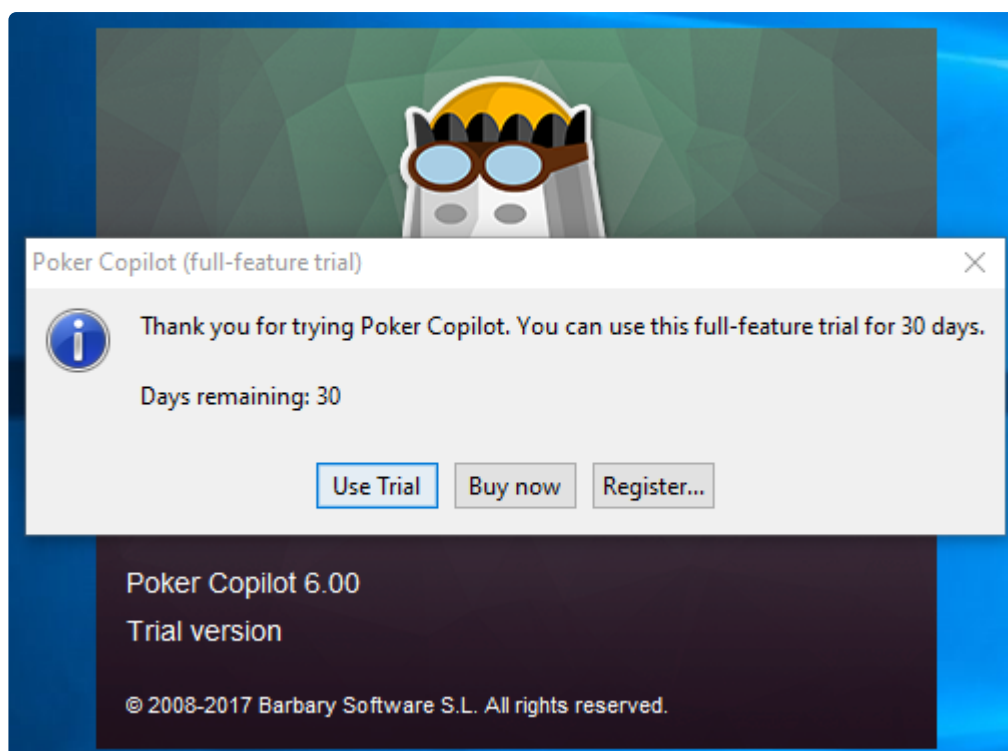 Poker Copilot (full-feature trial)
Thank you for trying Poker Copilot. You can use this full-feature trial for 30 days.
Days remaining: 30
Use Trial
Buy now
Register...
Poker Copilot 6.00
Trial version
© 2008-2017 Barbary Software S.L. All rights reserved.